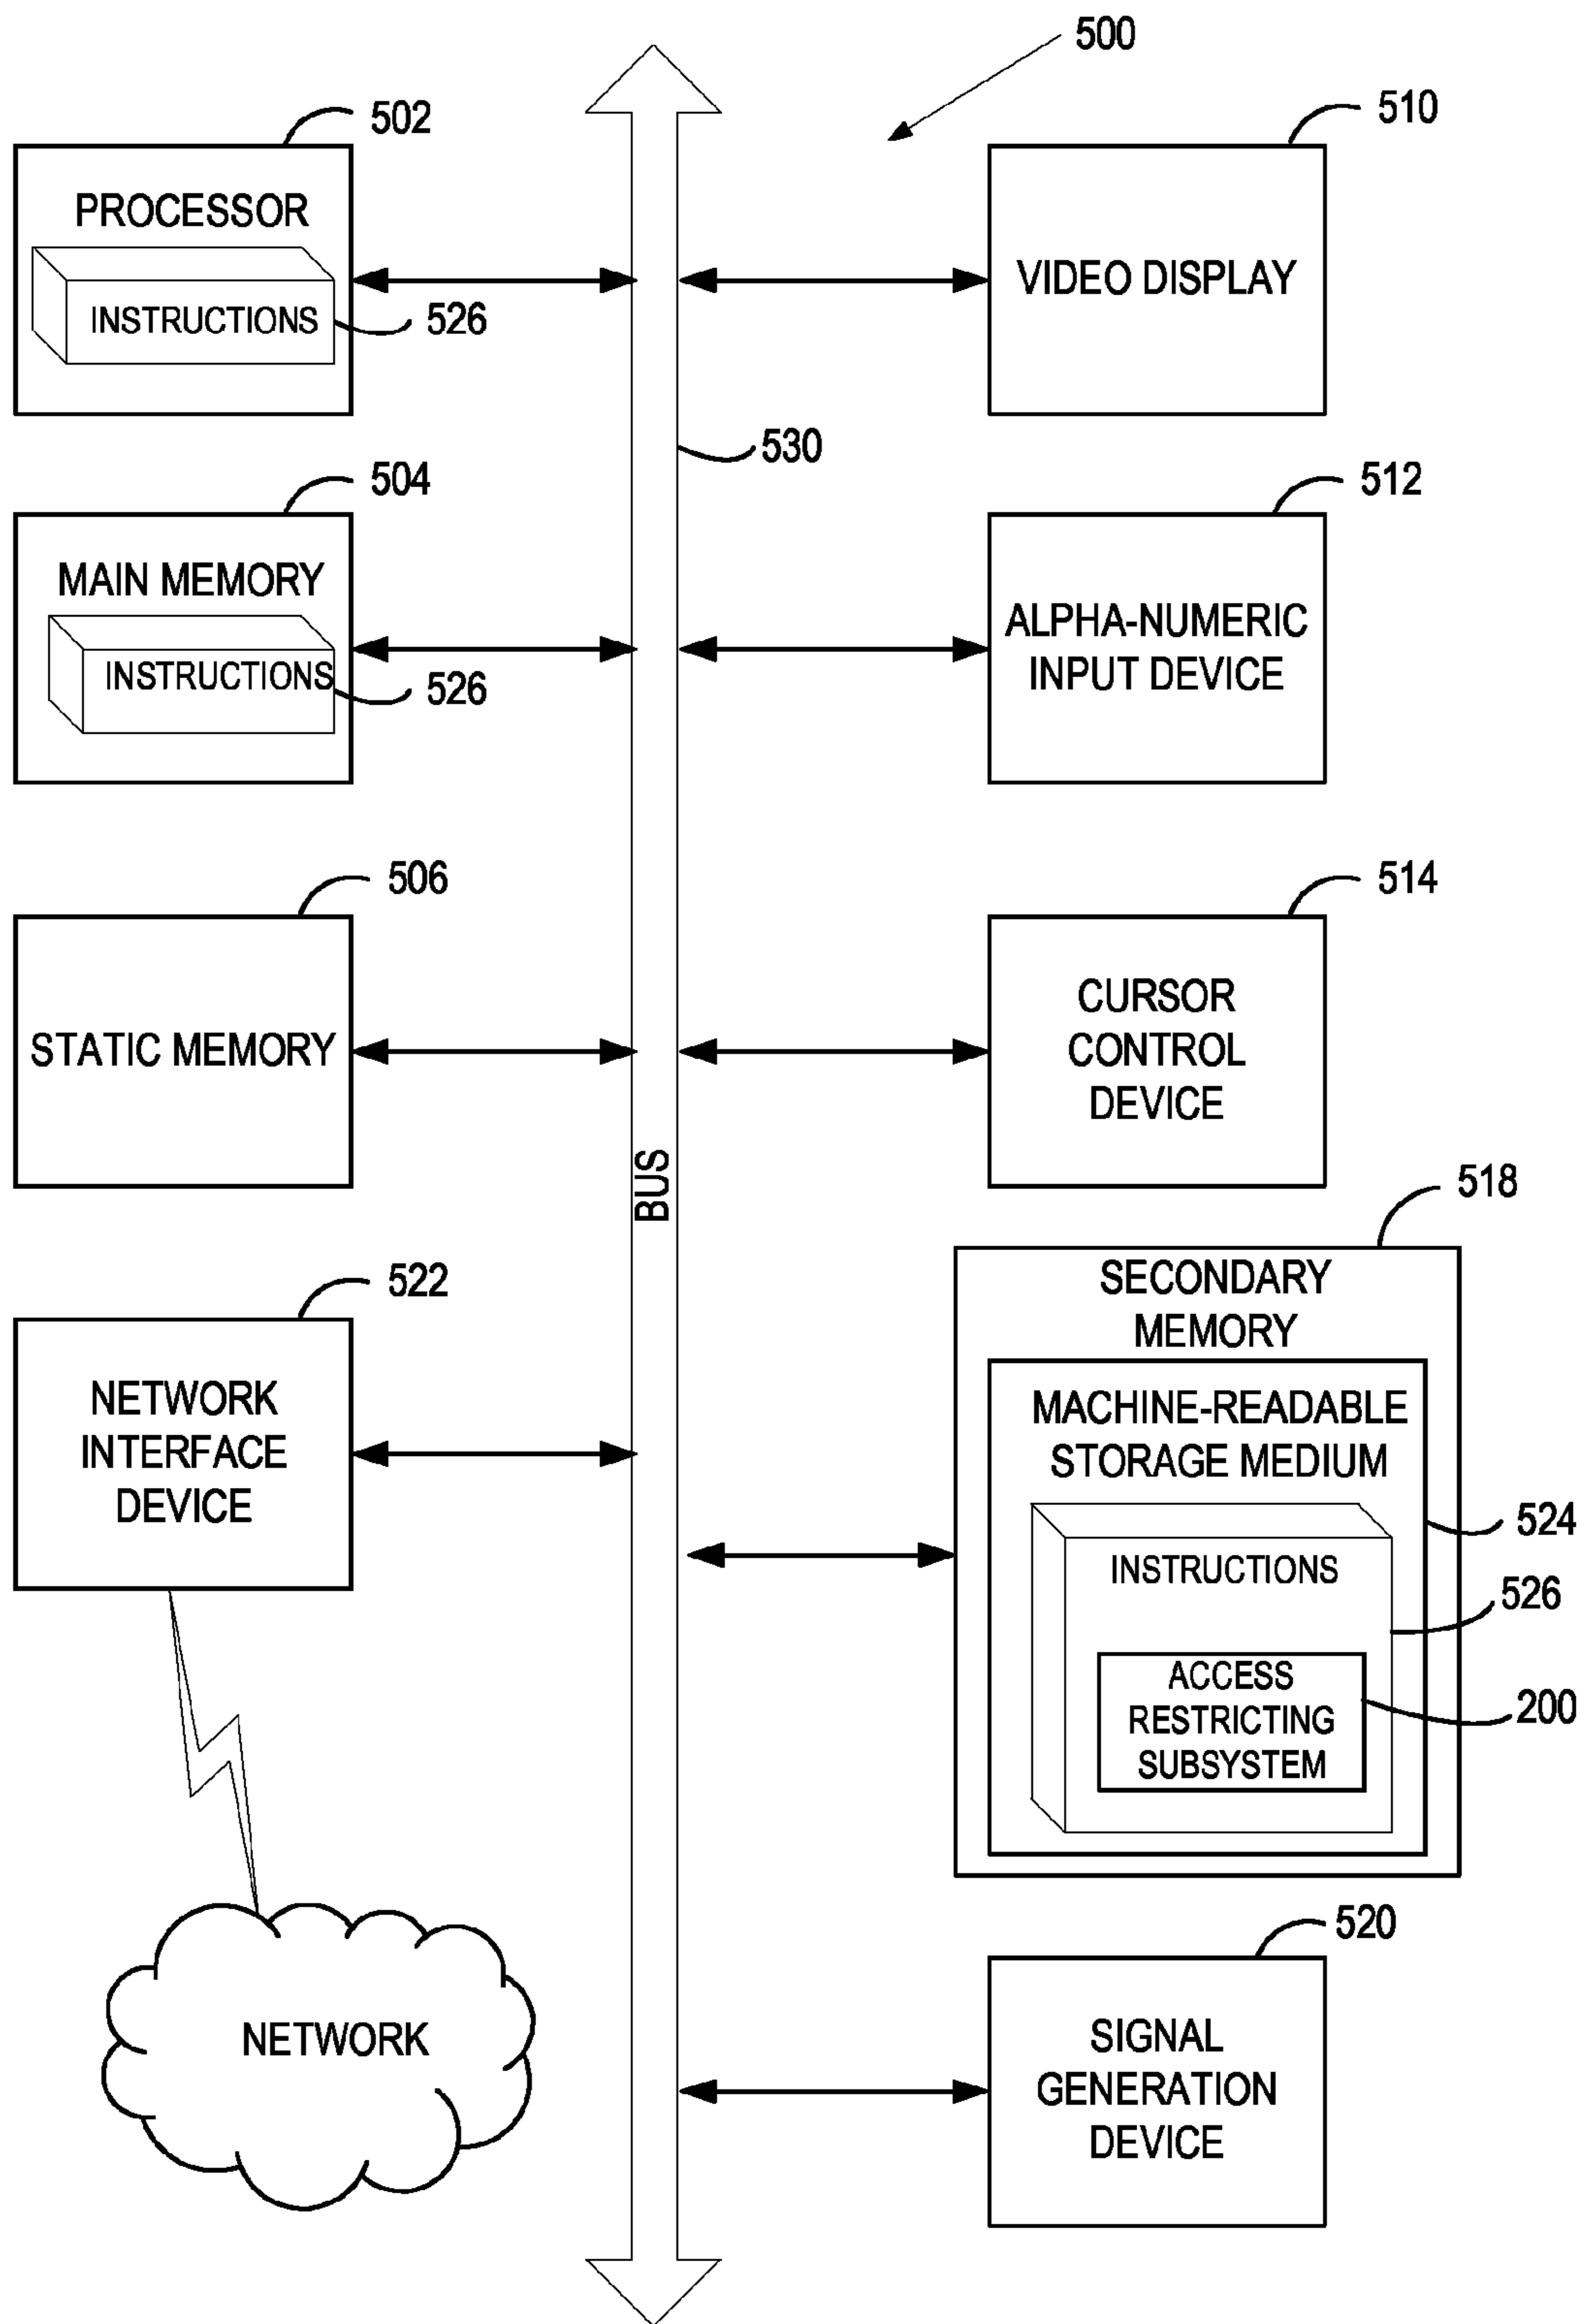 500
502
PROCESSOR
INSTRUCTIONS
526
510
VIDEO DISPLAY
530
504
MAIN MEMORY
INSTRUCTIONS
526
512
ALPHA-NUMERIC
INPUT DEVICE
506
STATIC MEMORY
514
CURSOR
CONTROL
DEVICE
BUS
522
NETWORK
INTERFACE
DEVICE
518
SECONDARY
MEMORY
MACHINE-READABLE
STORAGE MEDIUM
524
INSTRUCTIONS
526
ACCESS
RESTRICTING
SUBSYSTEM
200
NETWORK
520
SIGNAL
GENERATION
DEVICE